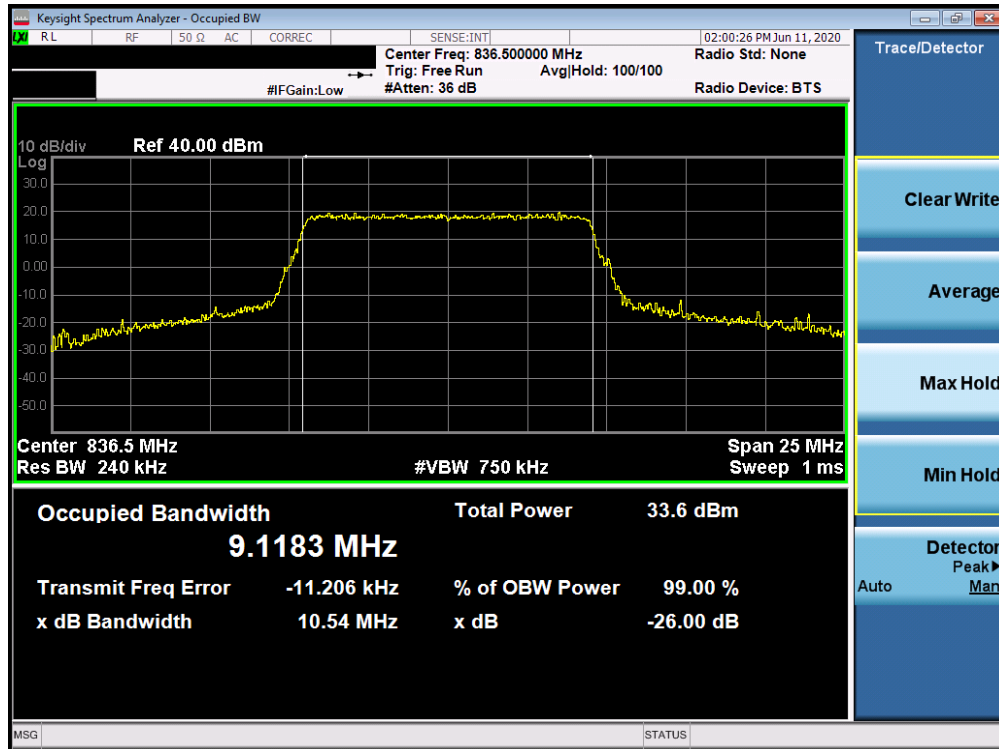 Keysight Spectrum Analyzer - Occupied BW
LXI RL RF 50 Ω AC CORREC SENSE:INT 02:00:26 PM Jun 11, 2020
Center Freq: 836.500000 MHz Radio Std: None
Trig: Free Run Avg|Hold: 100/100
#IFGain:Low #Atten: 36 dB Radio Device: BTS
10 dB/div Ref 40.00 dBm
Log
30.0
20.0
10.0
0.00
-10.0
-20.0
-30.0
-40.0
-50.0
Center 836.5 MHz Span 25 MHz
Res BW 240 kHz #VBW 750 kHz Sweep 1 ms
Occupied Bandwidth Total Power 33.6 dBm
9.1183 MHz
Transmit Freq Error -11.206 kHz % of OBW Power 99.00 %
x dB Bandwidth 10.54 MHz x dB -26.00 dB
MSG STATUS
Trace/Detector
Clear Write
Average
Max Hold
Min Hold
Detector
Peak▶
Auto Man